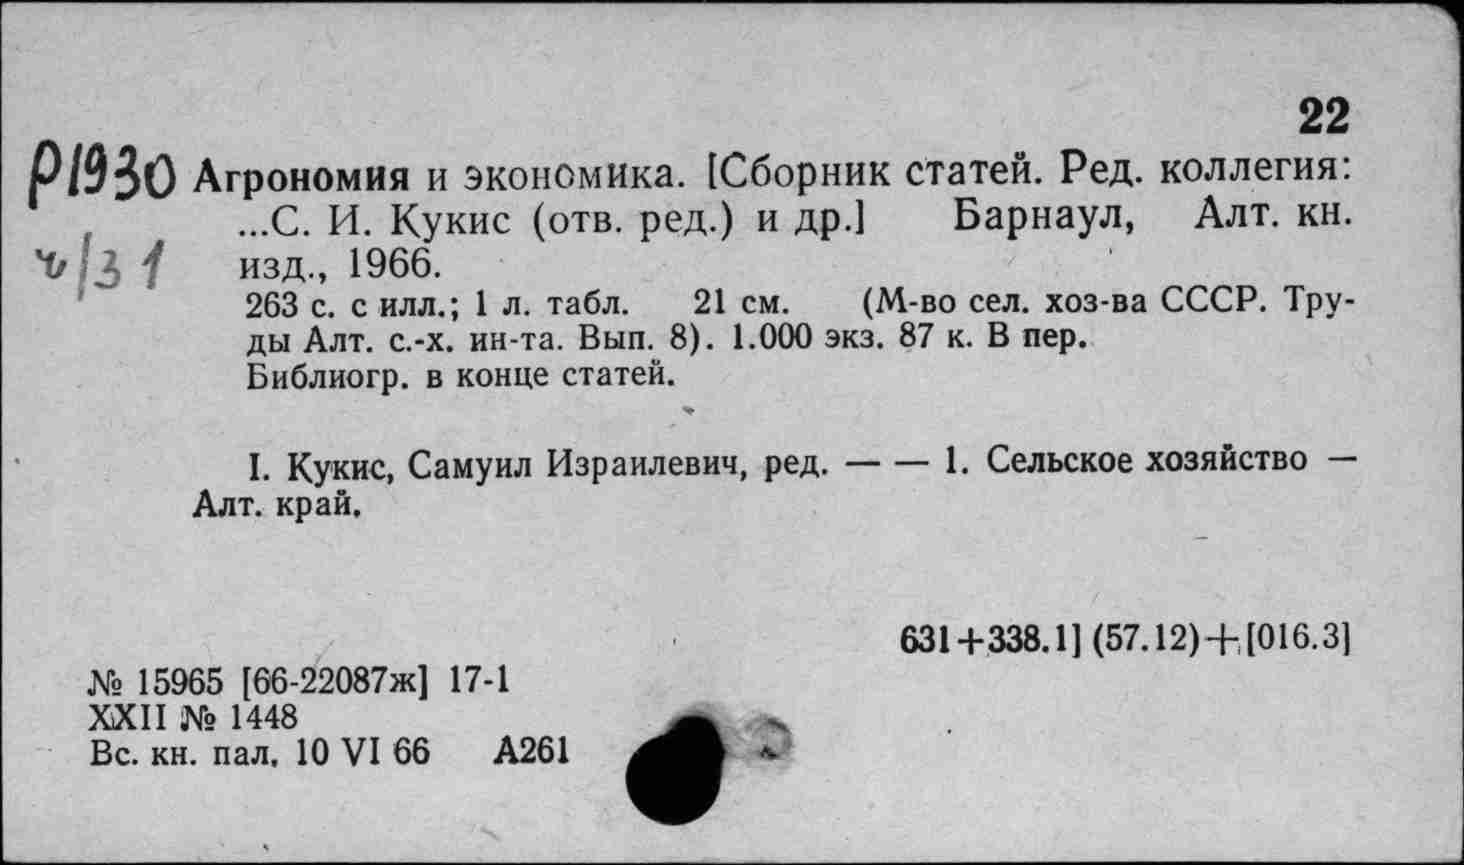 22
Р1930 Агрономия и экономика. [Сборник статей. Ред. коллегия:
...С. И. Кукис (отв. ред.) и др.] Барнаул, Алт. кн.
изд., 1966.
263 с. с илл.; 1 л. табл. 21 см. (М-во сел. хоз-ва СССР. Тру-
ды Алт. с.-х. ин-та. Вып. 8). 1.000 экз. 87 к. В пер.
Библиогр. в конце статей.
I. Кукис, Самуил Израилевич, ред. — — 1. Сельское хозяйство —
Алт. край.
631+338.1] (57.12)+[016.3]
№ 15965 [66-22087ж] 17-1
XXII № 1448
Вс. кн. пал. 10 VI 66 А261